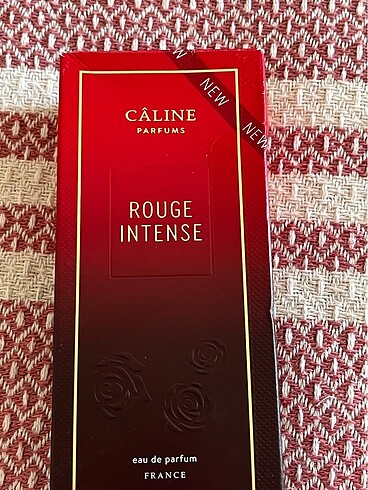 NEW
NEW
NEW
CÂLINE
PARFUMS
ROUGE
INTENSE
eau de parfum
FRANCE